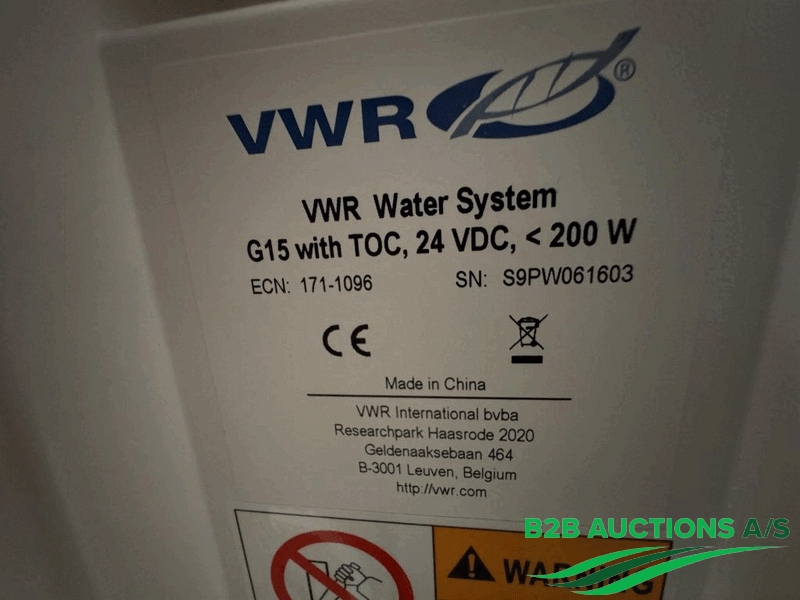 VWR ®
VWR Water System
G15 with TOC, 24 VDC, < 200 W
ECN: 171-1096 SN: S9PW061603
CE
Made in China
VWR International bvba
Researchpark Haasrode 2020
Geldenaaksebaan 464
B-3001 Leuven, Belgium
http://vwr.com
WARNING
B2B AUCTIONS A/S